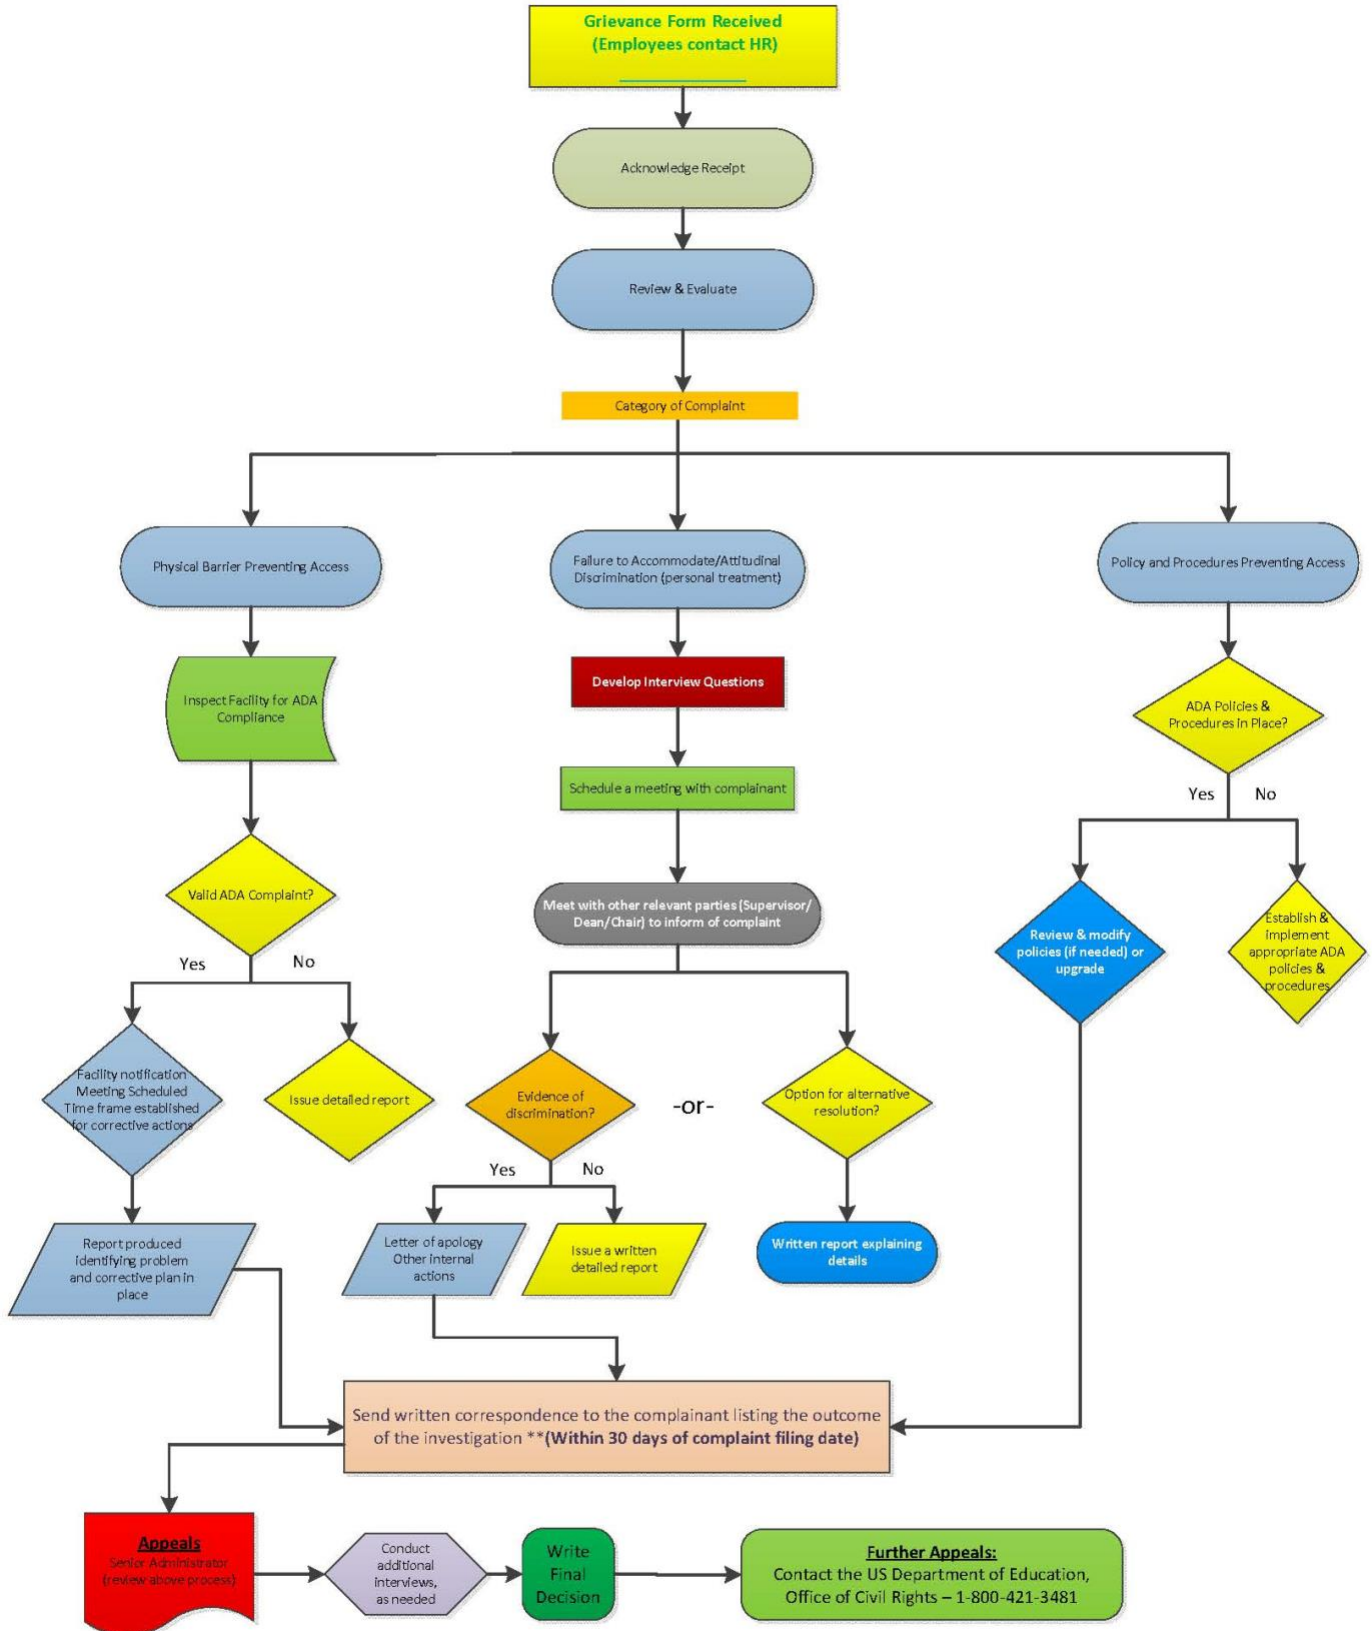 Grievance Form Received
(Employees contact HR)
Acknowledge Receipt
Review & Evaluate
Category of Complaint
Physical Barrier Preventing Access
Failure to Accommodate/Attitudinal
Discrimination (personal treatment)
Policy and Procedures Preventing Access
Inspect Facility for ADA
Compliance
Develop Interview Questions
ADA Policies &
Procedures in Place?
Schedule a meeting with complainant
Yes
No
Valid ADA Complaint?
Meet with other relevant parties (Supervisor/
Dean/Chair) to inform of complaint
Review & modify
policies (if needed) or
upgrade
Establish &
implement
appropriate ADA
policies &
procedures
Yes
No
Facility notification
Meeting Scheduled
Time frame established
for corrective actions
Issue detailed report
Evidence of
discrimination?
-or-
Option for alternative
resolution?
Yes
No
Report produced
identifying problem
and corrective plan in
place
Letter of apology
Other internal
actions
Issue a written
detailed report
Written report explaining
details
Send written correspondence to the complainant listing the outcome
of the investigation **(Within 30 days of complaint filing date)
Appeals
Senior Administrator
(review above process)
Conduct
additional
interviews,
as needed
Write
Final
Decision
Further Appeals:
Contact the US Department of Education,
Office of Civil Rights – 1-800-421-3481